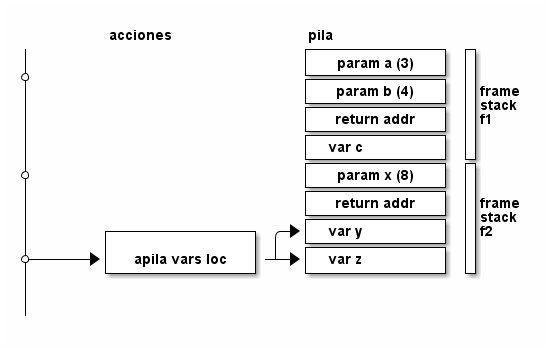 acciones
pila
param a (3)
param b (4)
return addr
var c
frame
stack
f1
param x (8)
return addr
var y
var z
frame
stack
f2
apila vars loc